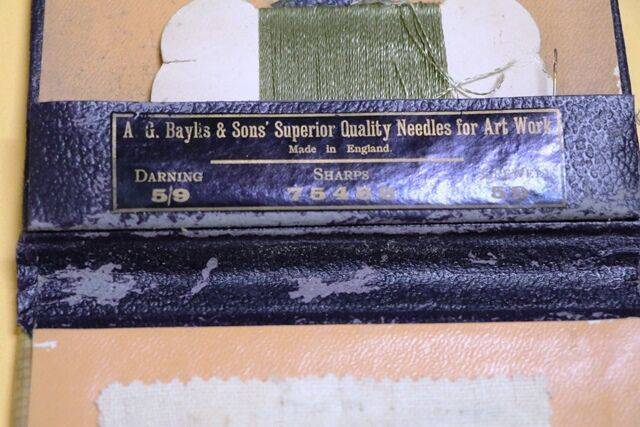 A. G. Baylis & Sons' Superior Quality Needles for Art Work
Made in England.
DARNING SHARPS
5/9